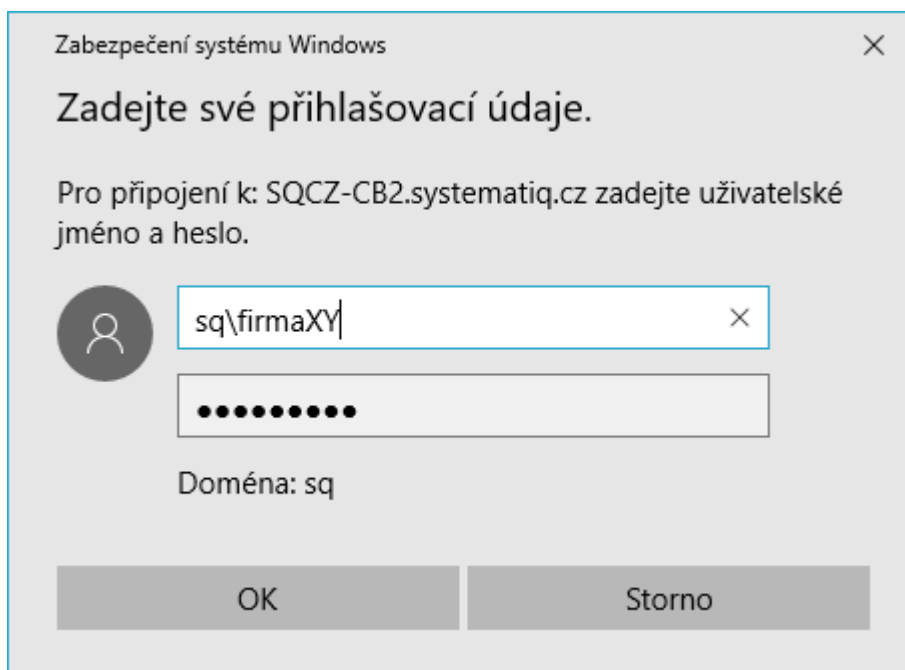 Zabezpečení systému Windows
Zadejte své přihlašovací údaje.
Pro připojení k: SQCZ-CB2.systematiq.cz zadejte uživatelské
jméno a heslo.
sq\firmaXY
●●●●●●●●●
Doména: sq
OK
Storno